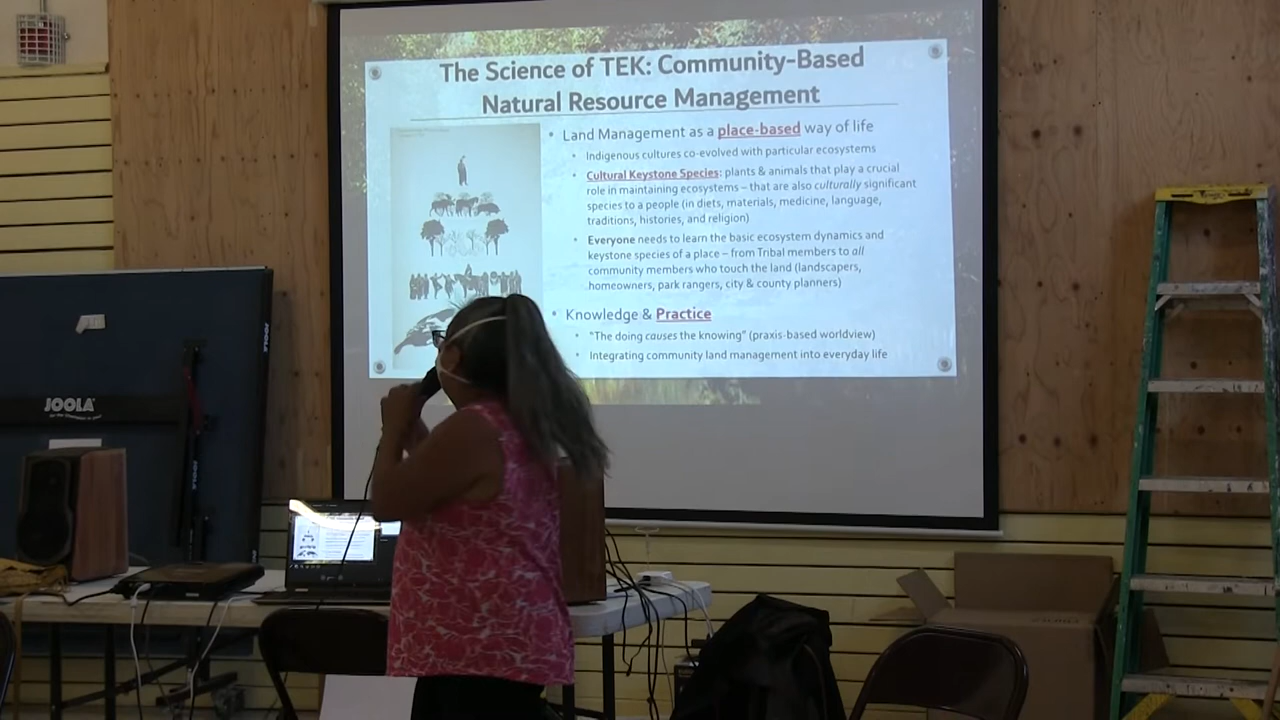 The Science of TEK: Community-Based
Natural Resource Management
• Land Management as a place-based way of life
• Indigenous cultures co-evolved with particular ecosystems
• Cultural Keystone Species: plants & animals that play a crucial
role in maintaining ecosystems – that are also culturally significant
species to a people (in diets, materials, medicine, language,
traditions, histories, and religion)
• Everyone needs to learn the basic ecosystem dynamics and
keystone species of a place – from Tribal members to all
community members who touch the land (landscapers,
homeowners, park rangers, city & county planners)
• Knowledge & Practice
• "The doing causes the knowing" (praxis-based worldview)
• Integrating community land management into everyday life
JOOLA
JOOLA
JOOLA